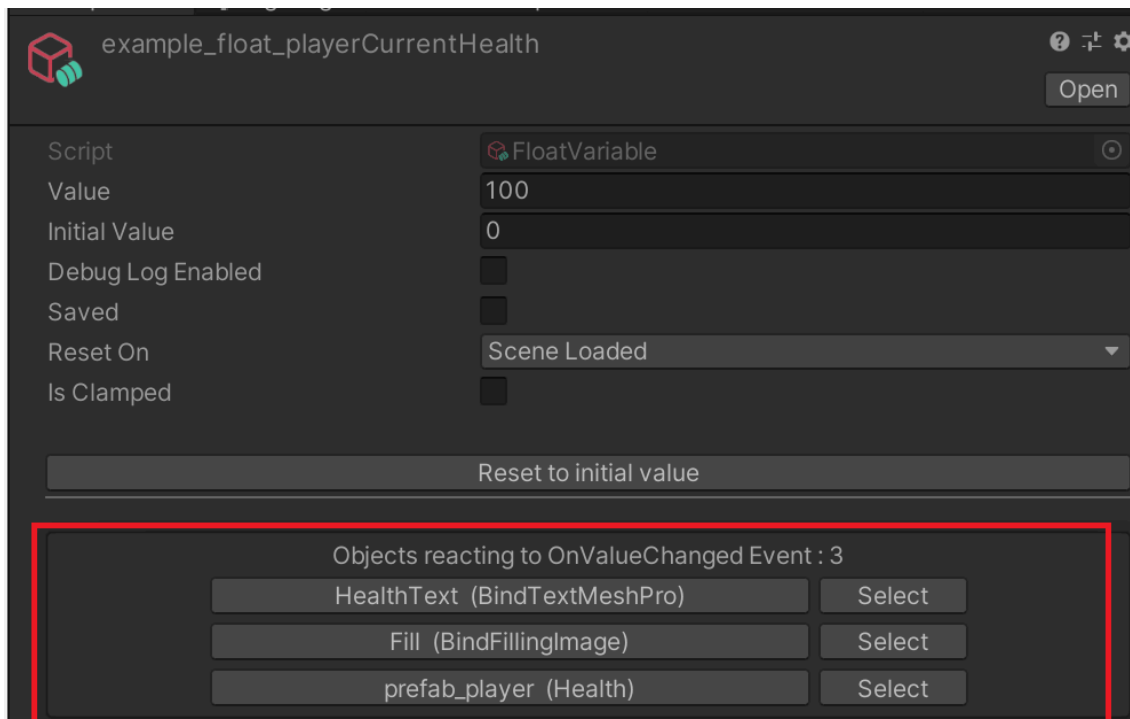 example_float_playerCurrentHealth
Open
Script FloatVariable
Value 100
Initial Value 0
Debug Log Enabled
Saved
Reset On Scene Loaded
Is Clamped
Reset to initial value
Objects reacting to OnValueChanged Event : 3
HealthText (BindTextMeshPro) Select
Fill (BindFillingImage) Select
prefab_player (Health) Select